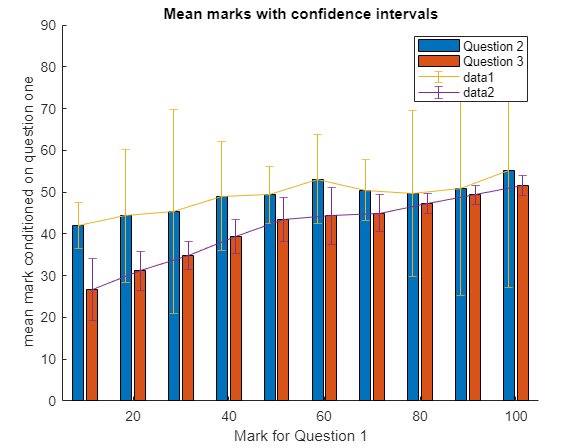 Mean marks with confidence intervals
Question 2
Question 3
data1
data2
mean mark conditioned on question one
90
80
70
60
50
40
30
20
10
0
20 40 60 80 100
Mark for Question 1